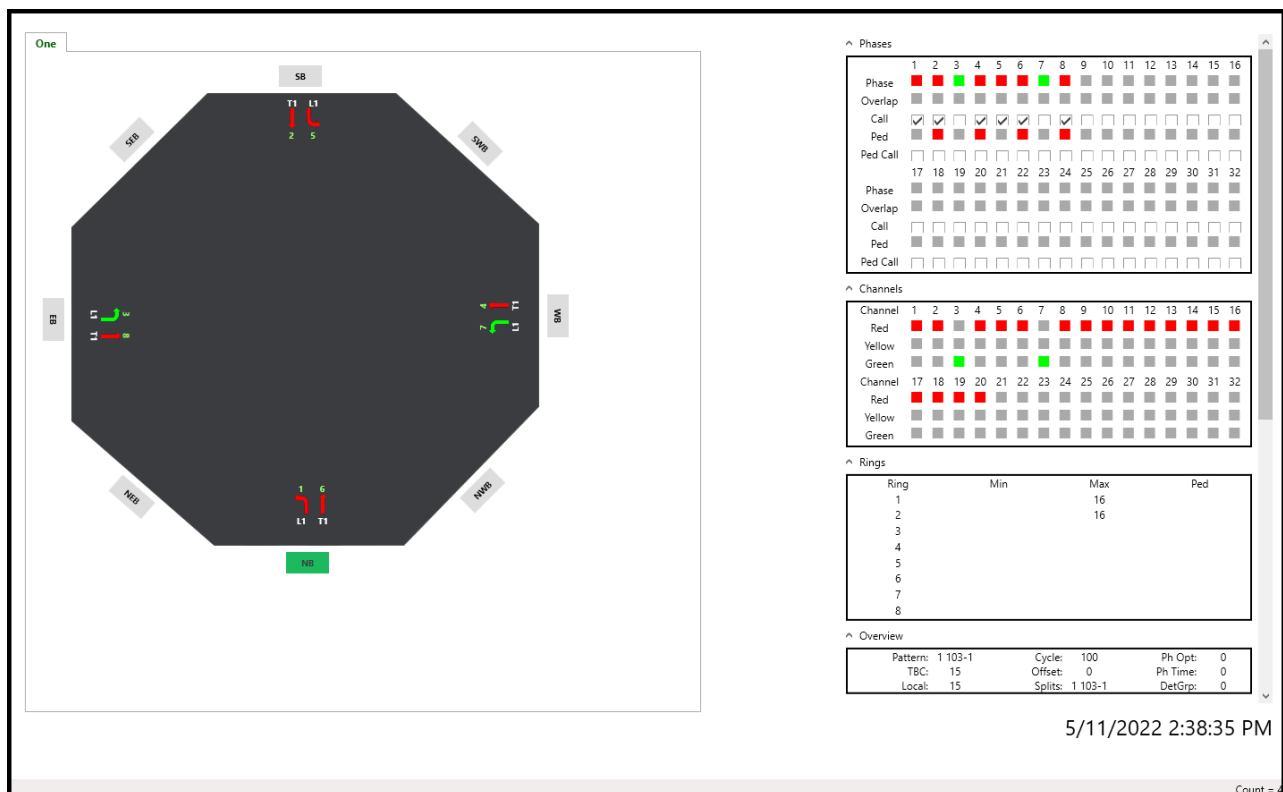 One
SB
T1 L1
2 5
SEB
SWB
EB
L1 3
T1 8
4 T1
7 L1
WB
1 6
L1 T1
NEB
NWB
NB
Phases
1 2 3 4 5 6 7 8 9 10 11 12 13 14 15 16
Phase
Overlap
Call
Ped
Ped Call
17 18 19 20 21 22 23 24 25 26 27 28 29 30 31 32
Phase
Overlap
Call
Ped
Ped Call
Channels
Channel 1 2 3 4 5 6 7 8 9 10 11 12 13 14 15 16
Red
Yellow
Green
Channel 17 18 19 20 21 22 23 24 25 26 27 28 29 30 31 32
Red
Yellow
Green
Rings
Ring Min Max Ped
1 16
2 16
3
4
5
6
7
8
Overview
Pattern: 1 103-1 Cycle: 100 Ph Opt: 0
TBC: 15 Offset: 0 Ph Time: 0
Local: 15 Splits: 1 103-1 DetGrp: 0
5/11/2022 2:38:35 PM
Count = 4